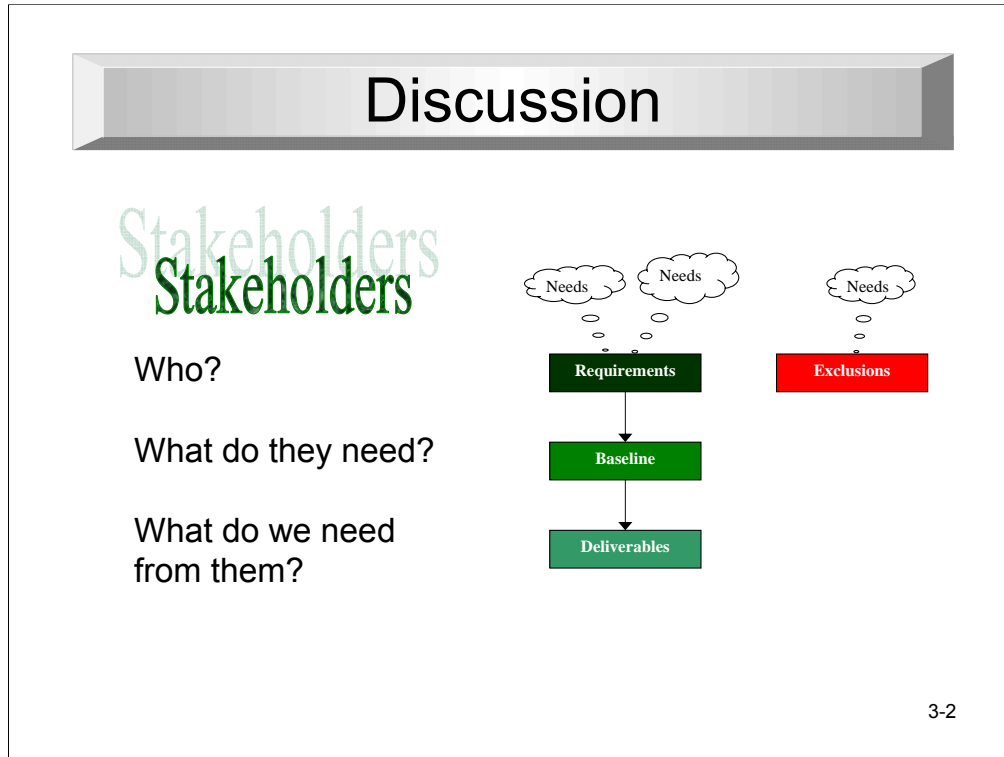 Discussion
Stakeholders
Stakeholders
Who?
What do they need?
What do we need
from them?
Needs
Needs
Needs
Requirements
Exclusions
Baseline
Deliverables
3-2